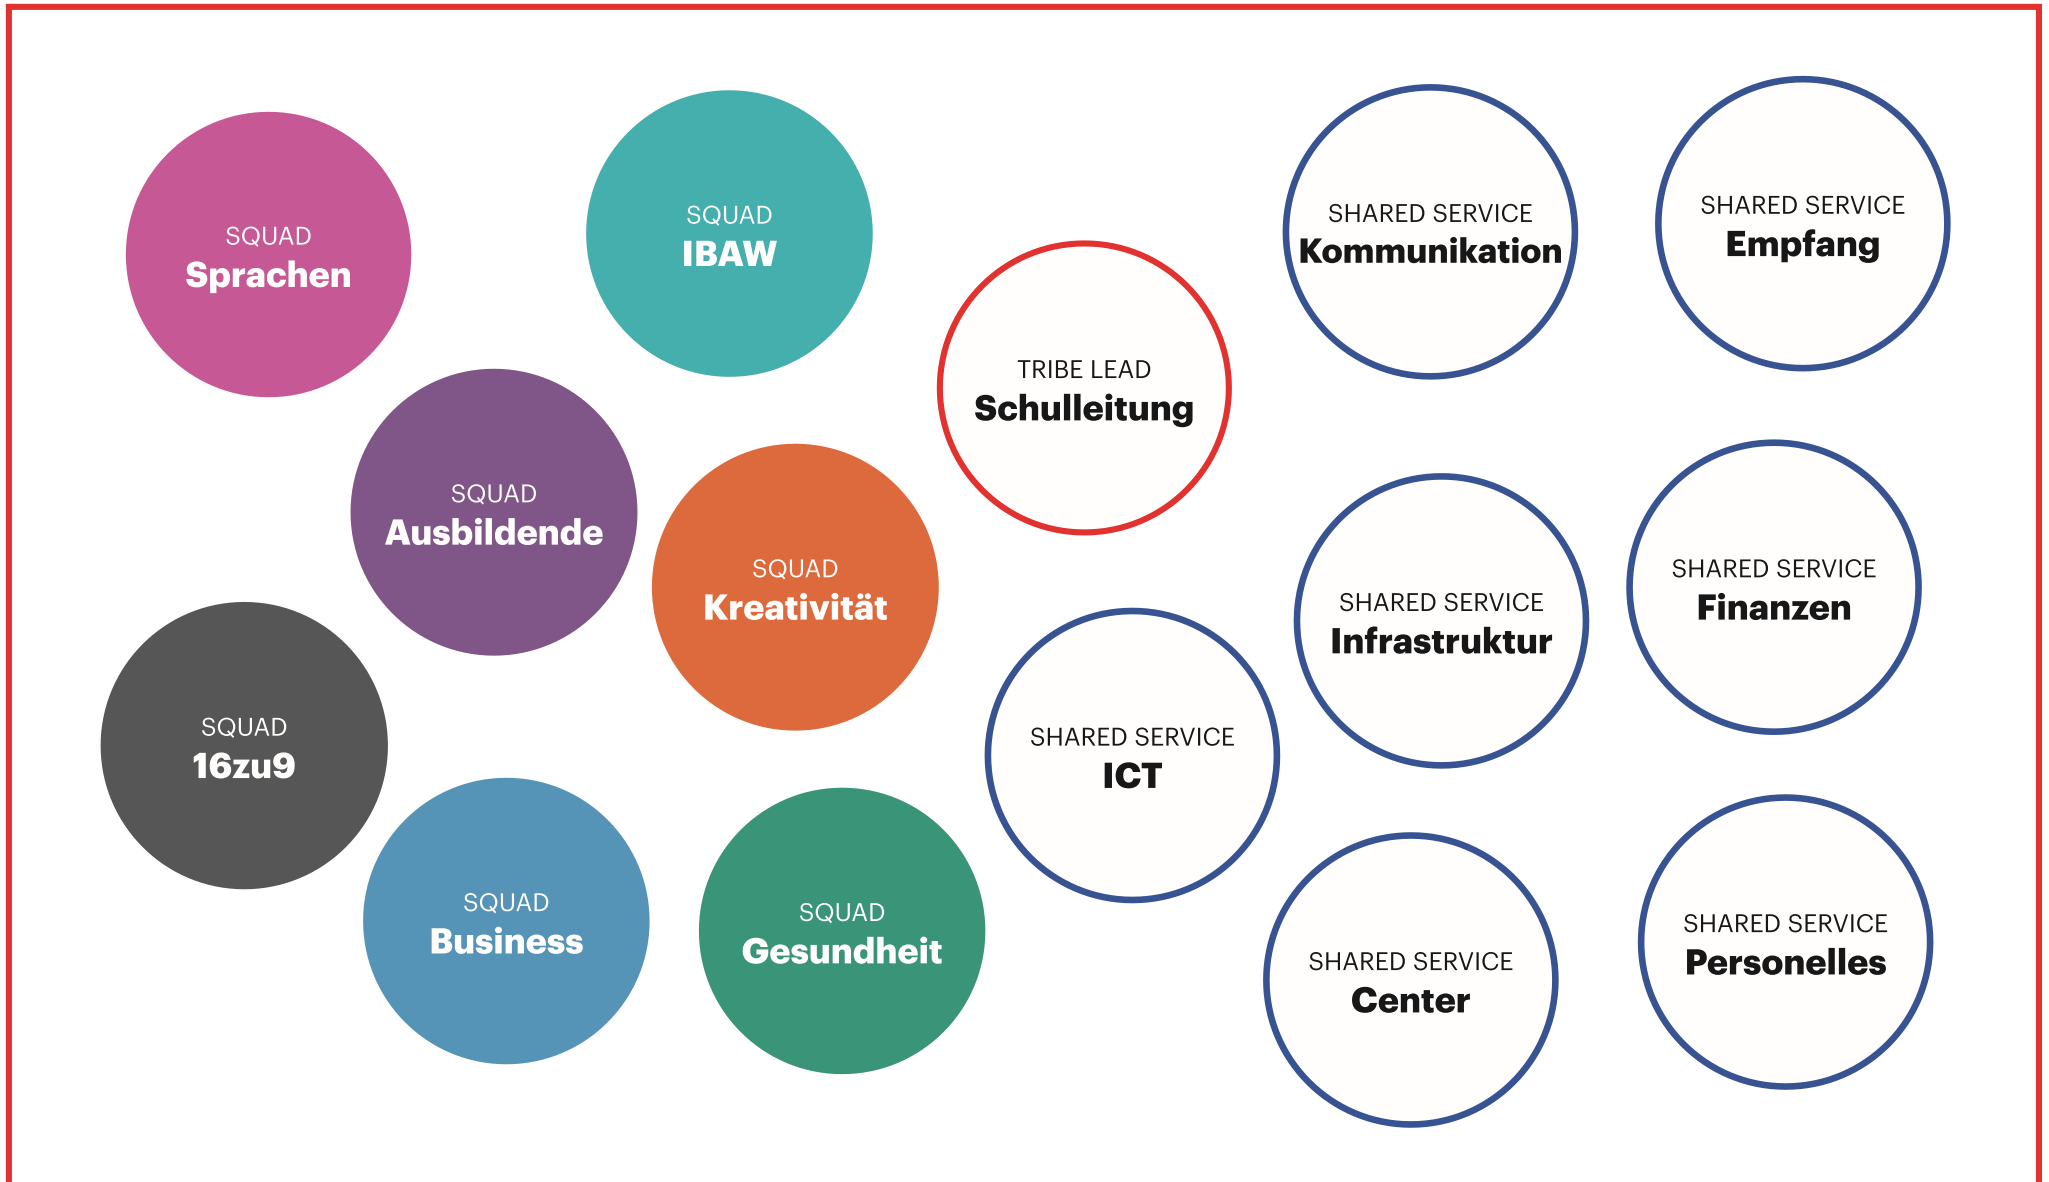 SQUAD
Sprachen
SQUAD
IBAW
SHARED SERVICE
Kommunikation
SHARED SERVICE
Empfang
TRIBE LEAD
Schulleitung
SQUAD
Ausbildende
SQUAD
Kreativität
SHARED SERVICE
Infrastruktur
SHARED SERVICE
Finanzen
SQUAD
16zu9
SHARED SERVICE
ICT
SQUAD
Business
SQUAD
Gesundheit
SHARED SERVICE
Center
SHARED SERVICE
Personelles